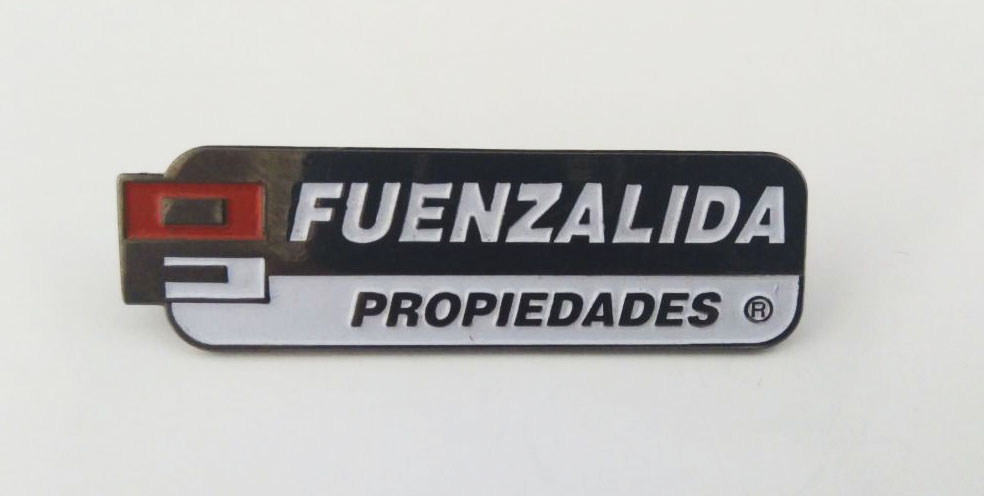 FUENZALIDA
PROPIEDADES ®